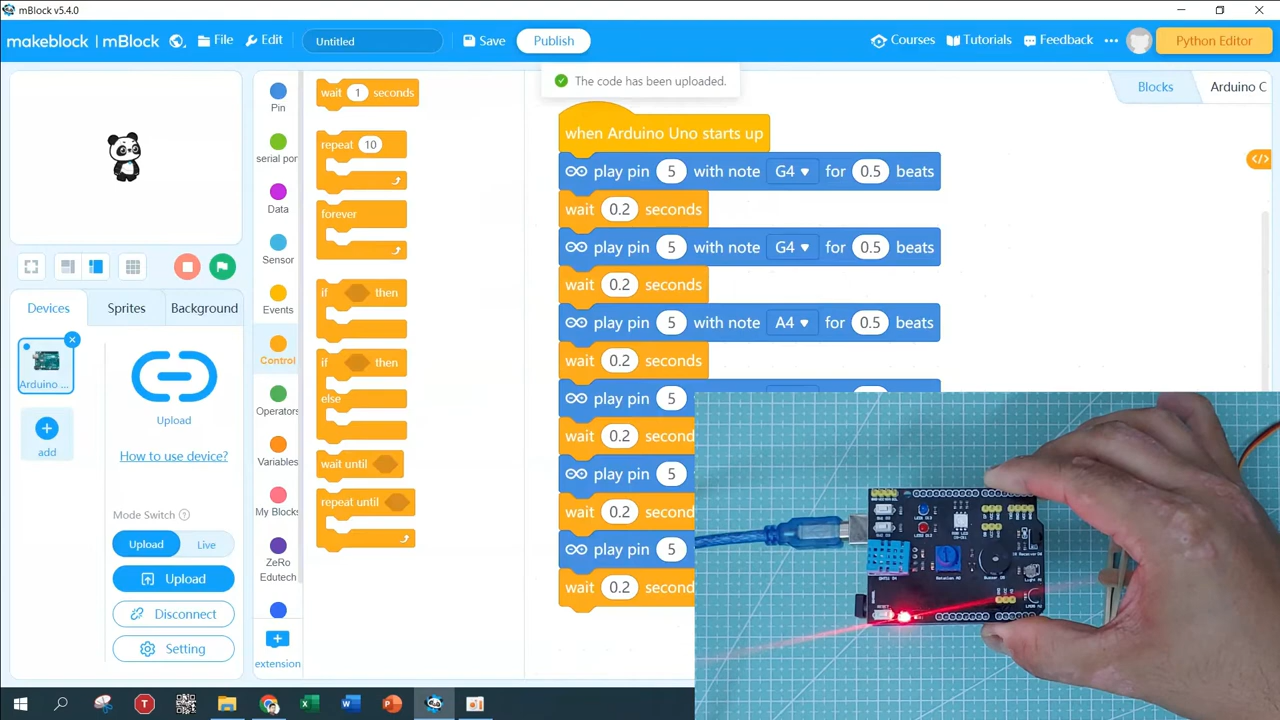 mBlock v5.4.0
makeblock | mBlock
File
Edit
Untitled
Save
Publish
Courses
Tutorials
Feedback
Python Editor
The code has been uploaded.
Blocks
Arduino C
Pin
serial por
Data
Sensor
Events
Control
Operators
Variables
My Blocks
ZeRo
Edutech
extension
wait 1 seconds
repeat 10
forever
if then
if then
else
wait until
repeat until
when Arduino Uno starts up
play pin 5 with note G4 for 0.5 beats
wait 0.2 seconds
play pin 5 with note G4 for 0.5 beats
wait 0.2 seconds
play pin 5 with note A4 for 0.5 beats
wait 0.2 seconds
play pin 5
wait 0.2
play pin 5
wait 0.2
play pin 5
wait 0.2
Devices
Sprites
Background
Arduino ...
add
Upload
How to use device?
Mode Switch
Upload
Live
Upload
Disconnect
Setting
RESET